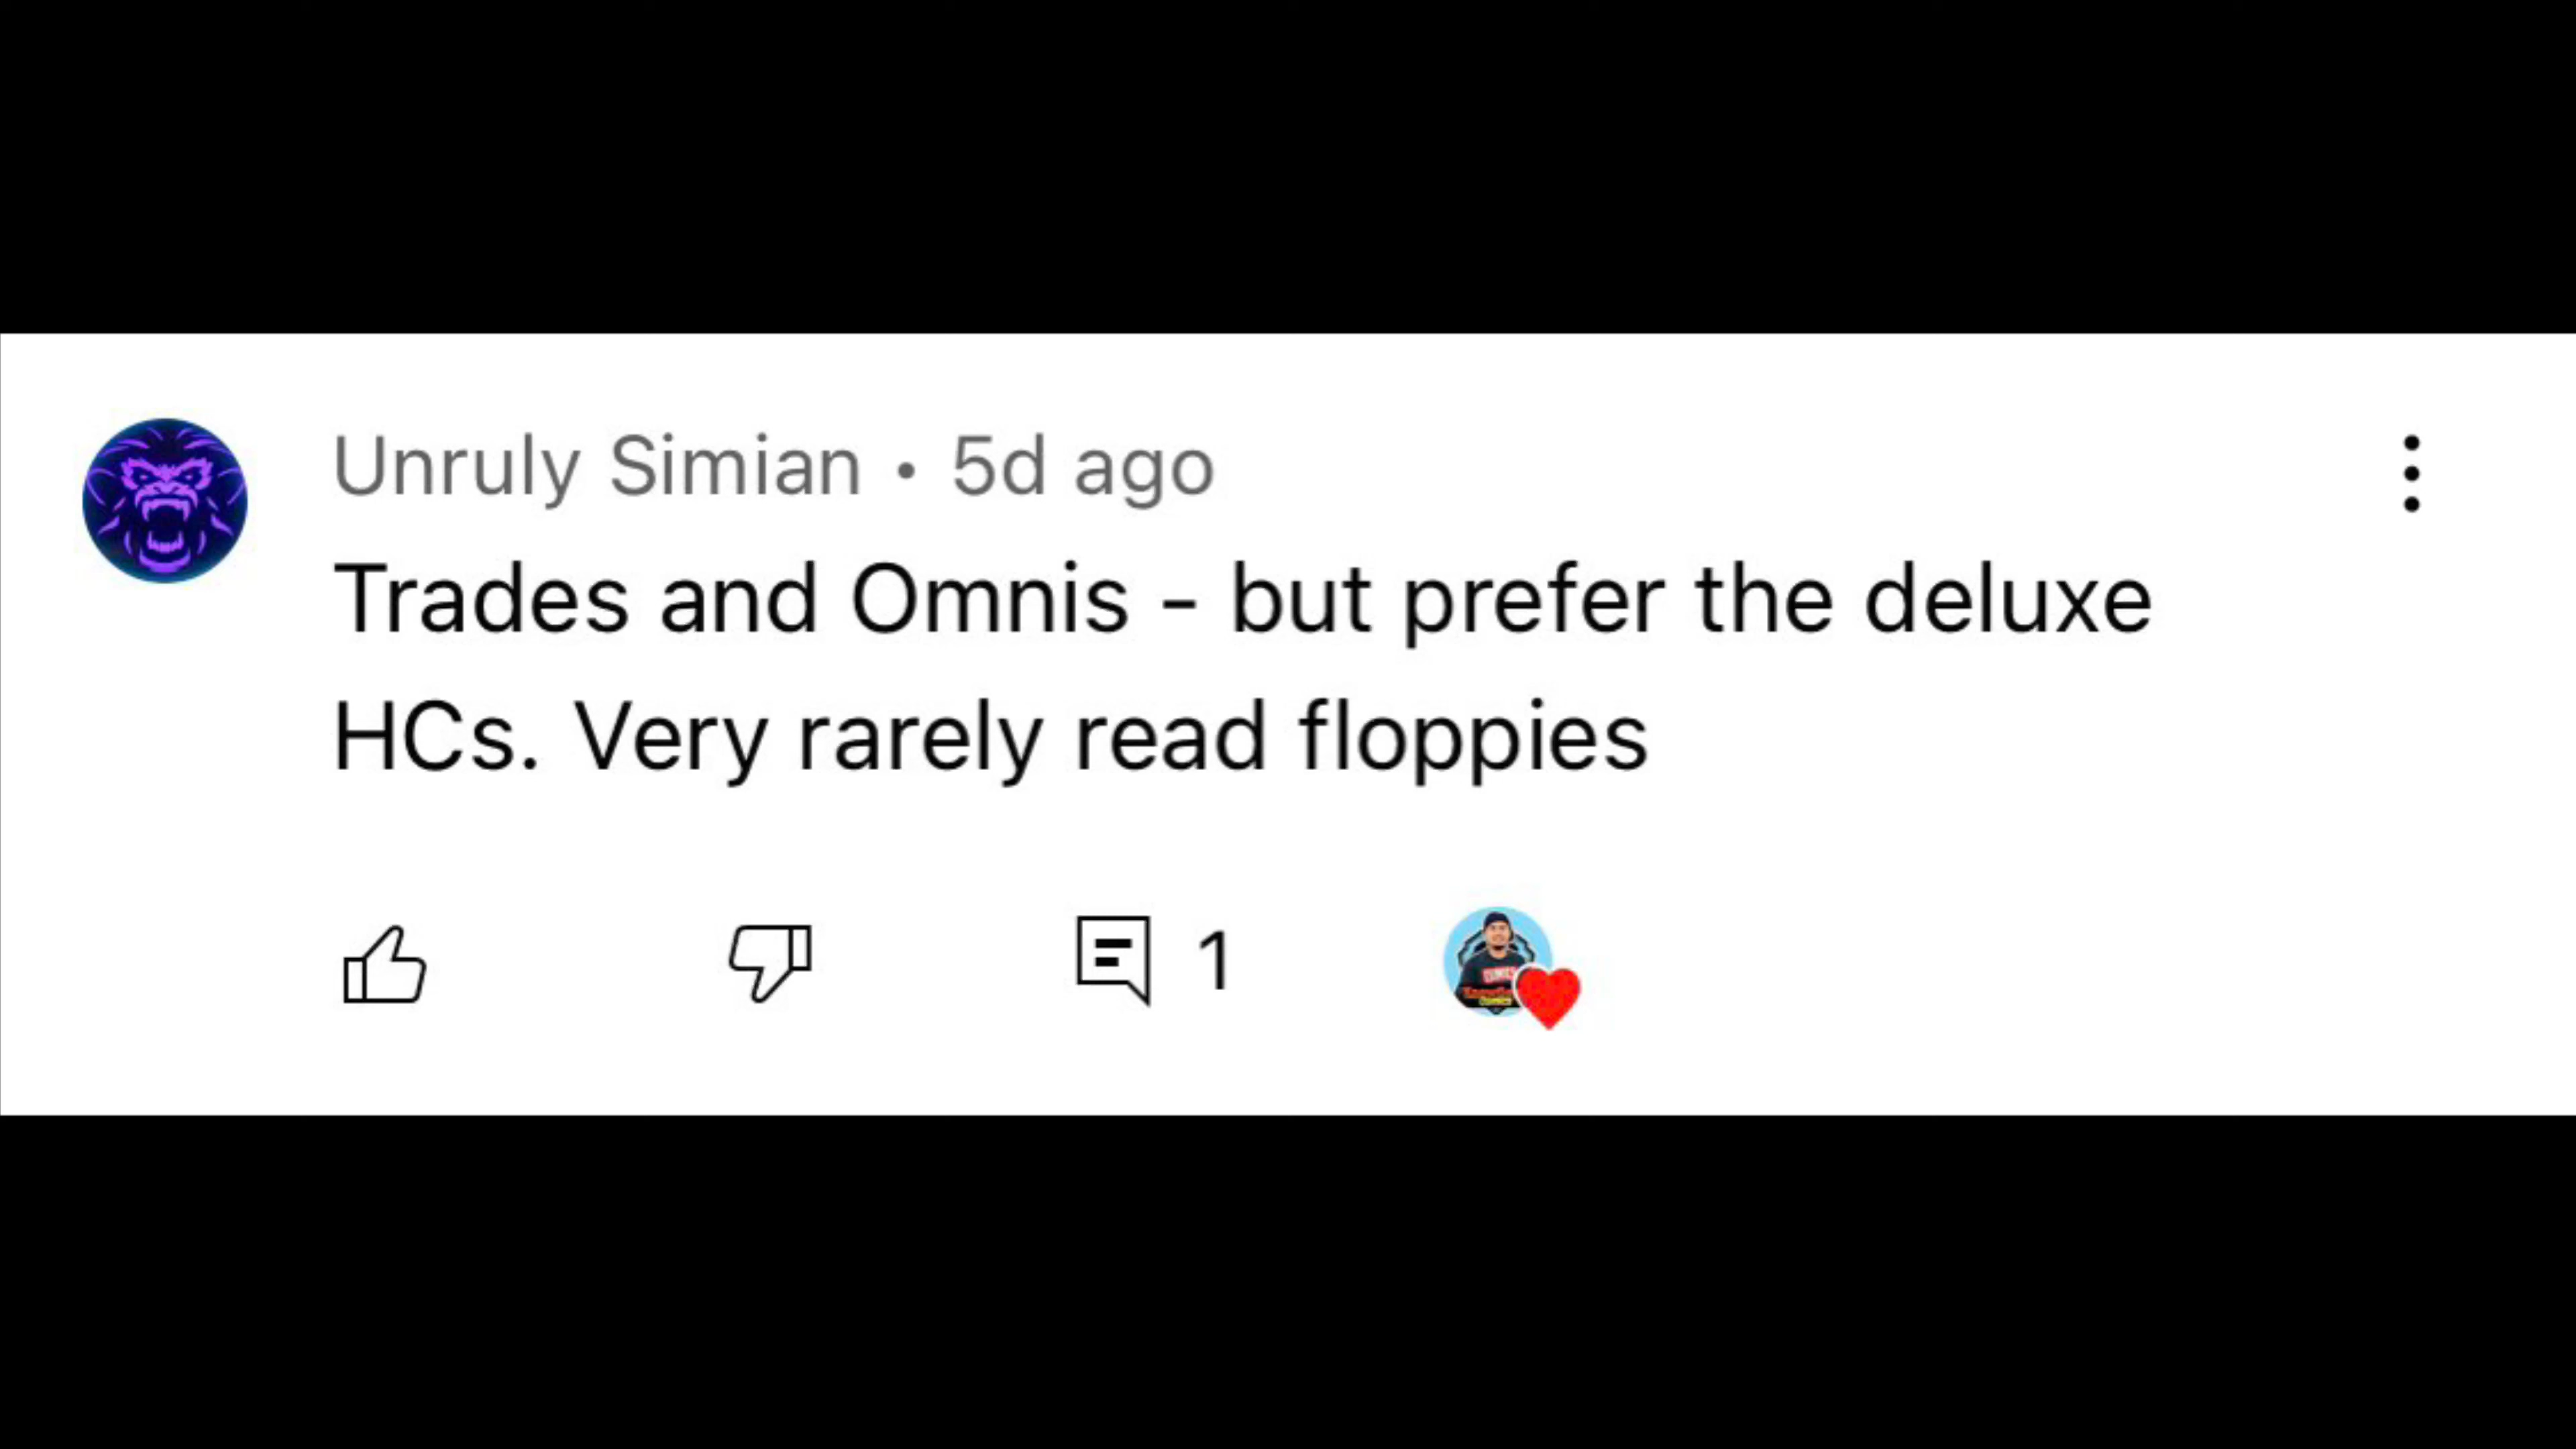 Unruly Simian • 5d ago
Trades and Omnis - but prefer the deluxe
HCs. Very rarely read floppies
1